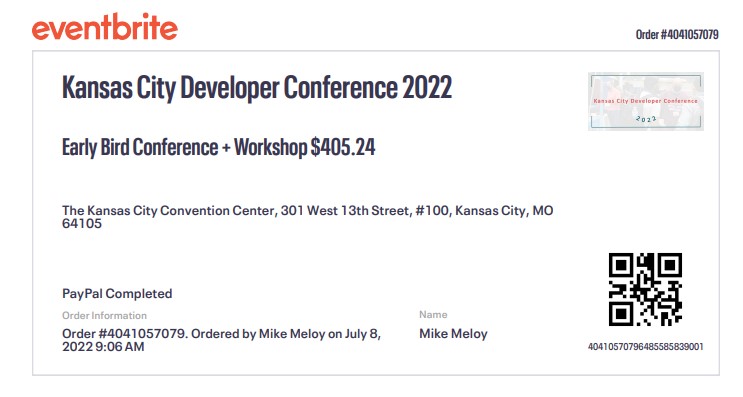 eventbrite
Order #4041057079
Kansas City Developer Conference 2022
Kansas City Developer Conference
2022
Early Bird Conference + Workshop $405.24
The Kansas City Convention Center, 301 West 13th Street, #100, Kansas City, MO
64105
PayPal Completed
Order Information
Order #4041057079. Ordered by Mike Meloy on July 8,
2022 9:06 AM
Name
Mike Meloy
40410570796485585839001